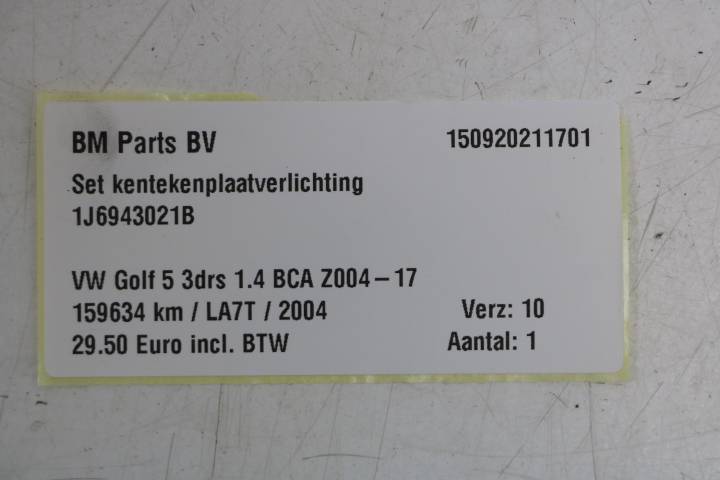 BM Parts BV 150920211701
Set kentekenplaatverlichting
1J6943021B
VW Golf 5 3drs 1.4 BCA Z004-17
159634 km / LA7T / 2004 Verz: 10
29.50 Euro incl. BTW Aantal: 1